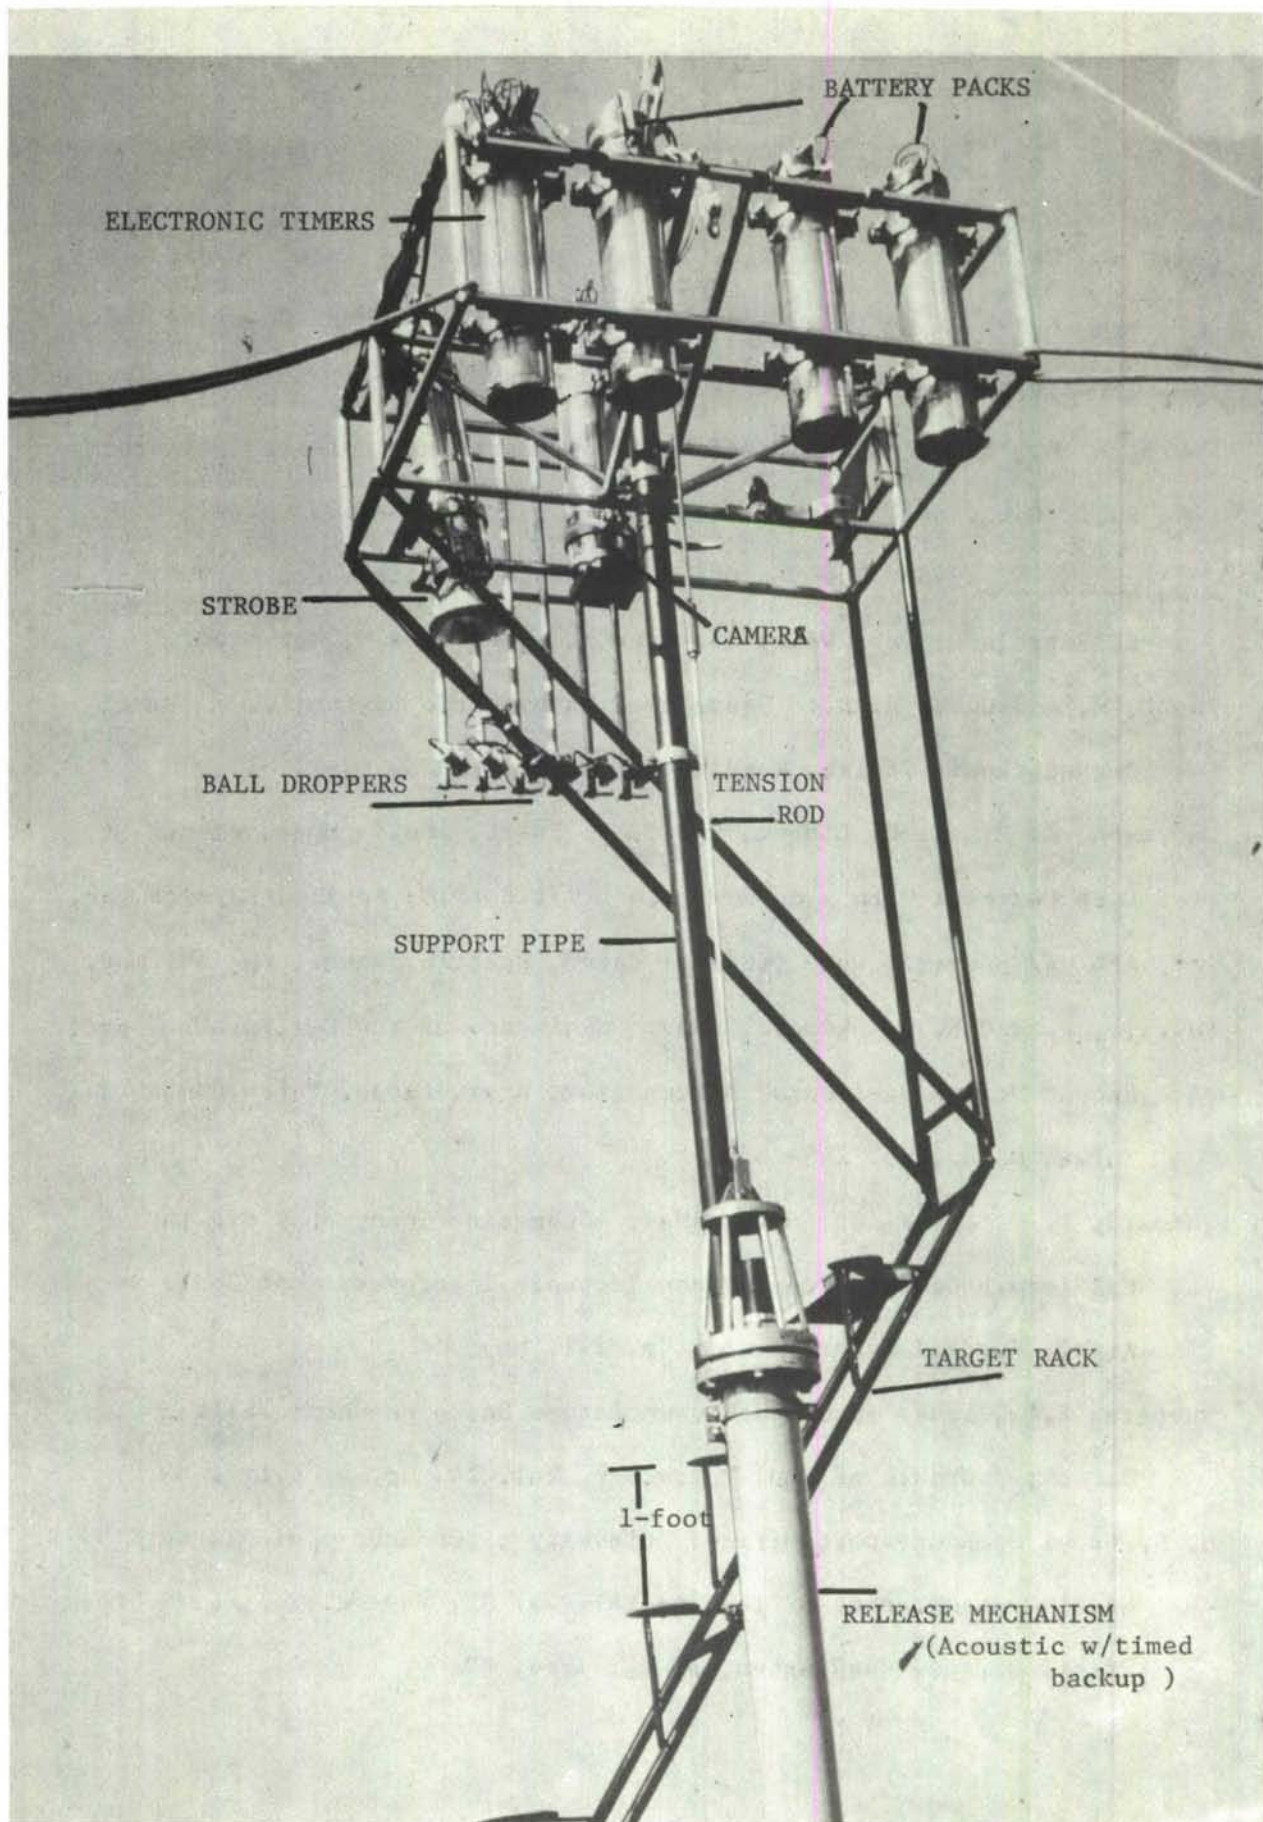 BATTERY PACKS
ELECTRONIC TIMERS
STROBE
CAMERA
BALL DROPPERS
TENSION
ROD
SUPPORT PIPE
TARGET RACK
1-foot
RELEASE MECHANISM
(Acoustic w/timed
backup )